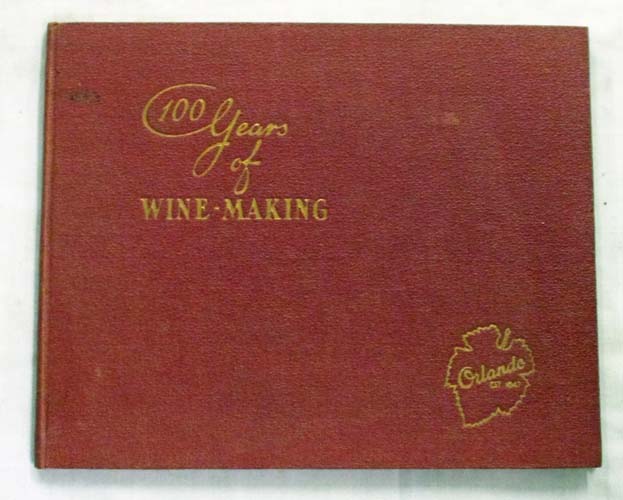 100 Years
of
WINE-MAKING
Orlando
EST. 1847